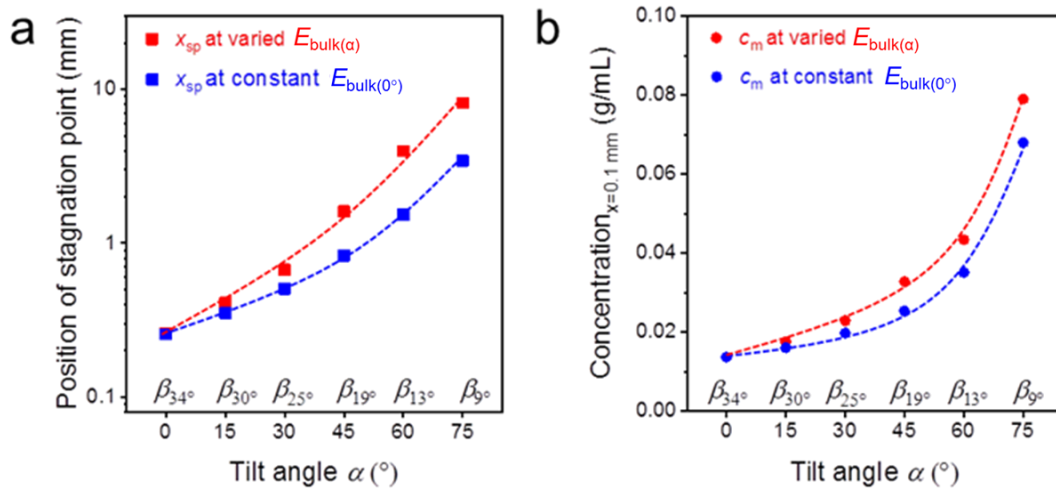 a
x_sp at varied E_bulk(α)
x_sp at constant E_bulk(0°)
Position of stagnation point (mm)
10
1
0.1
β34° β30° β25° β19° β13° β9°
0 15 30 45 60 75
Tilt angle α (°)
b
c_m at varied E_bulk(α)
c_m at constant E_bulk(0°)
Concentration_x=0.1 mm (g/mL)
0.10
0.08
0.06
0.04
0.02
0.00
β34° β30° β25° β19° β13° β9°
0 15 30 45 60 75
Tilt angle α (°)